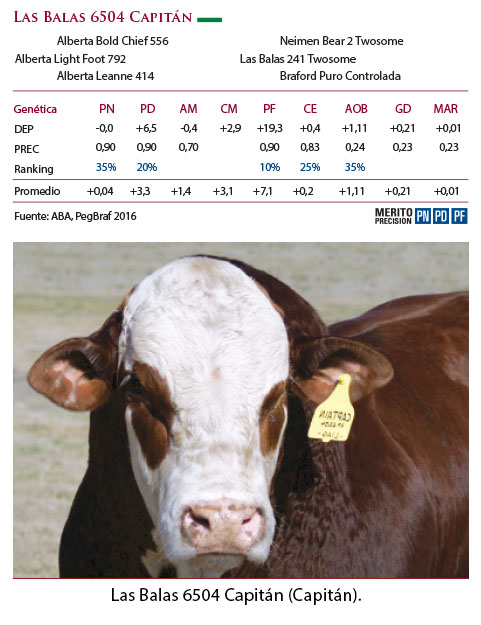 Las Balas 6504 Capitán
Alberta Bold Chief 556 Neimen Bear 2 Twosome
Alberta Light Foot 792 Las Balas 241 Twosome
Alberta Leanne 414 Braford Puro Controlada
Genética PN PD AM CM PF CE AOB GD MAR
DEP -0,0 +6,5 -0,4 +2,9 +19,3 +0,4 +1,11 +0,21 +0,01
PREC 0,90 0,90 0,70 0,90 0,83 0,24 0,23 0,23
Ranking 35% 20% 10% 25% 35%
Promedio +0,04 +3,3 +1,4 +3,1 +7,1 +0,2 +1,11 +0,21 +0,01
Fuente: ABA, PegBraf 2016
MERITO PN PD PF
PRECISION
CAPTAIN
Las Balas 6504 Capitán (Capitán).